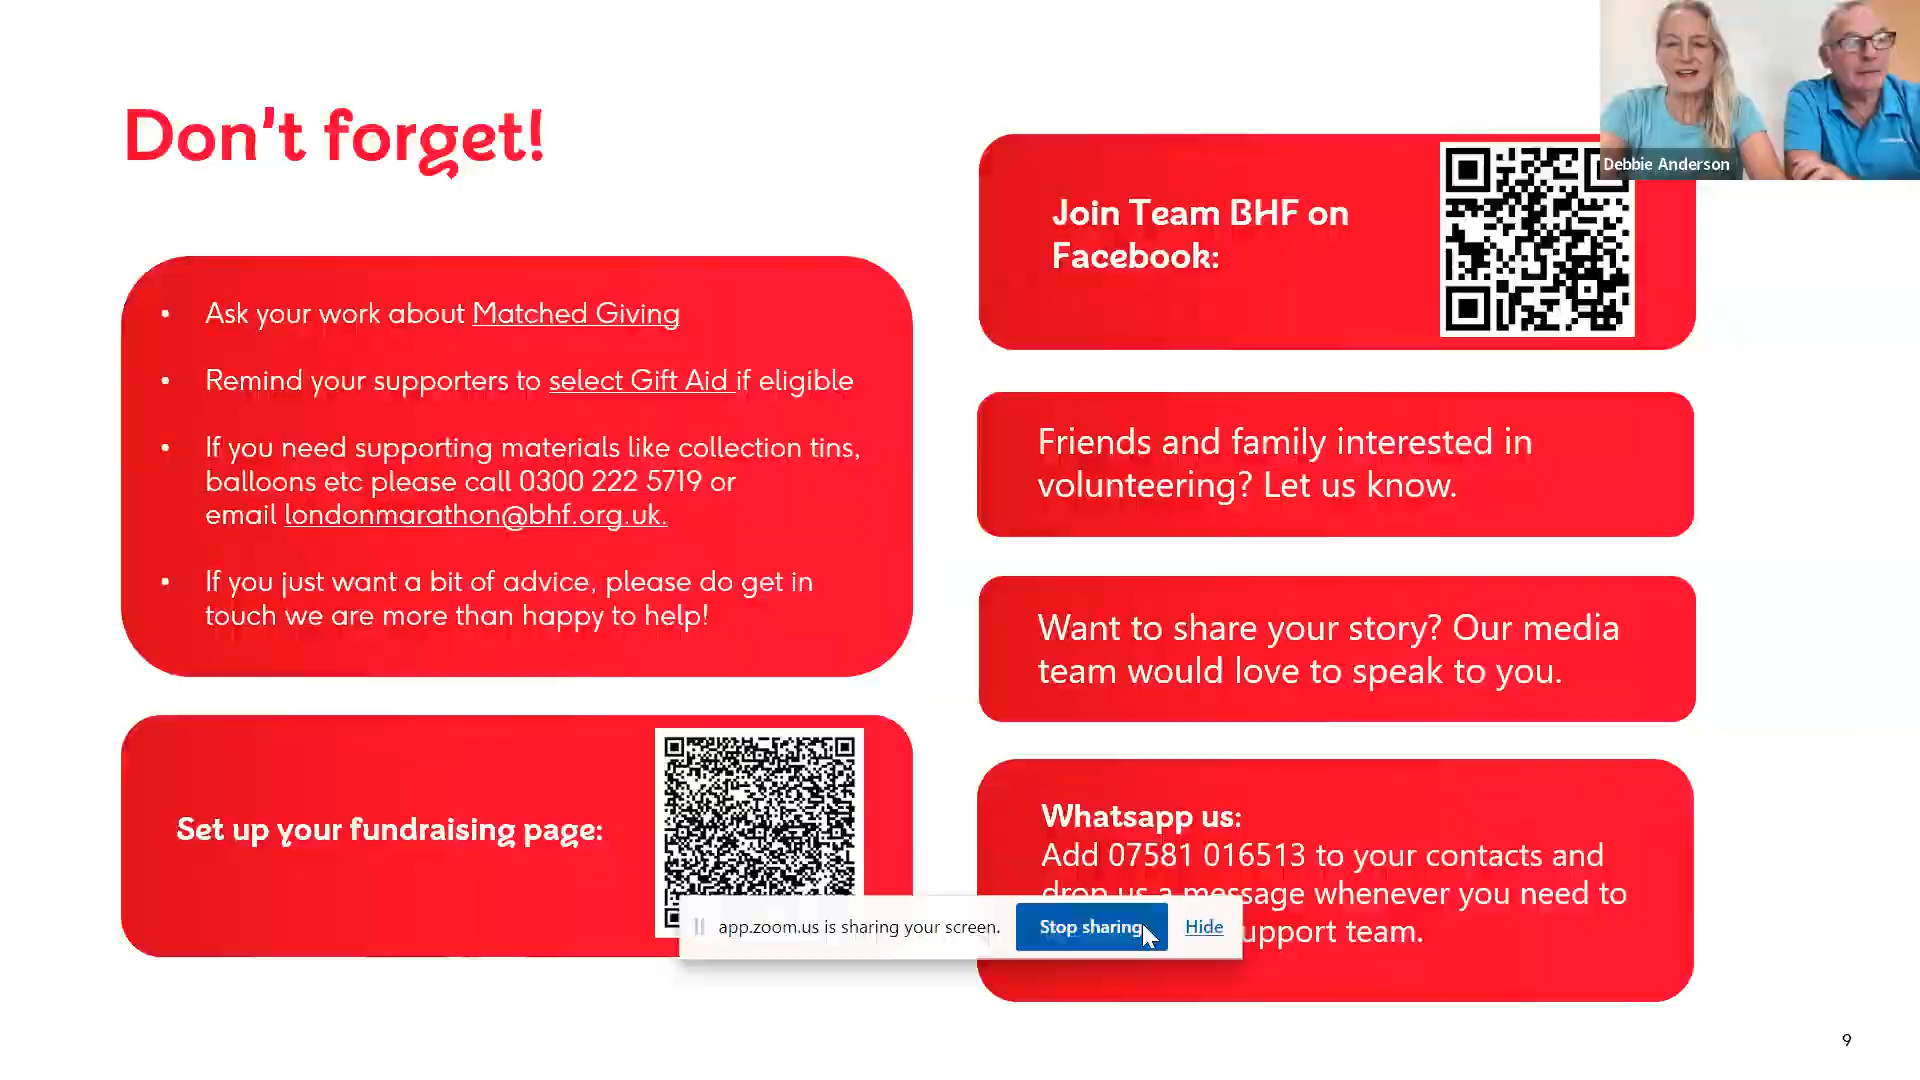 Don't forget!
• Ask your work about Matched Giving
• Remind your supporters to select Gift Aid if eligible
• If you need supporting materials like collection tins,
balloons etc please call 0300 222 5719 or
email londonmarathon@bhf.org.uk.
• If you just want a bit of advice, please do get in
touch we are more than happy to help!
Set up your fundraising page:
Join Team BHF on
Facebook:
Debbie Anderson
Friends and family interested in
volunteering? Let us know.
Want to share your story? Our media
team would love to speak to you.
Whatsapp us:
Add 07581 016513 to your contacts and
drop us a message whenever you need to
upport team.
app.zoom.us is sharing your screen.
Stop sharing
Hide
9